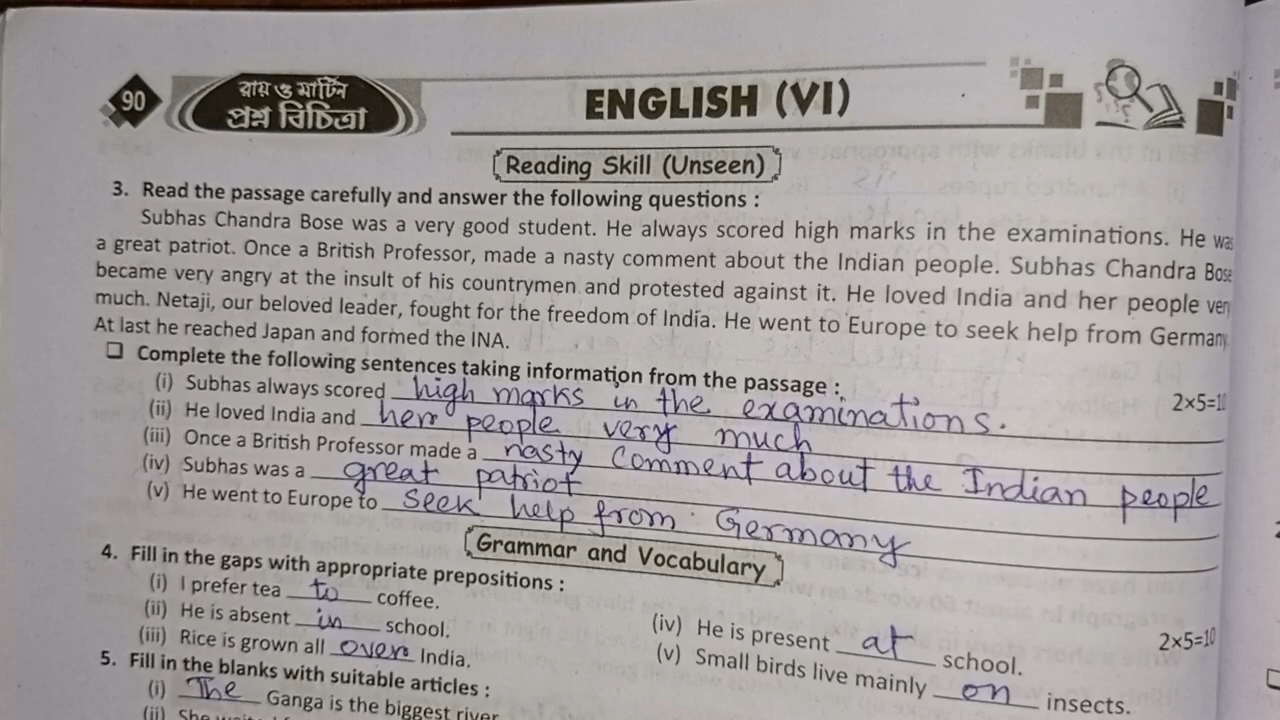 90
রায় ও মার্টিন
প্রশ্ন বিচিত্রা
ENGLISH (VI)
Reading Skill (Unseen)
3. Read the passage carefully and answer the following questions :
Subhas Chandra Bose was a very good student. He always scored high marks in the examinations. He was
a great patriot. Once a British Professor, made a nasty comment about the Indian people. Subhas Chandra Bose
became very angry at the insult of his countrymen and protested against it. He loved India and her people very
much. Netaji, our beloved leader, fought for the freedom of India. He went to Europe to seek help from Germany
At last he reached Japan and formed the INA.
❑ Complete the following sentences taking information from the passage : 2×5=10
(i) Subhas always scored high marks in the examinations.
(ii) He loved India and her people very much
(iii) Once a British Professor made a nasty comment about the Indian people
(iv) Subhas was a great patriot
(v) He went to Europe to seek help from Germany
Grammar and Vocabulary
4. Fill in the gaps with appropriate prepositions : 2×5=10
(i) I prefer tea to coffee.
(ii) He is absent in school.
(iii) Rice is grown all over India.
(iv) He is present at school.
(v) Small birds live mainly on insects.
5. Fill in the blanks with suitable articles :
(i) The Ganga is the biggest river
(ii) She